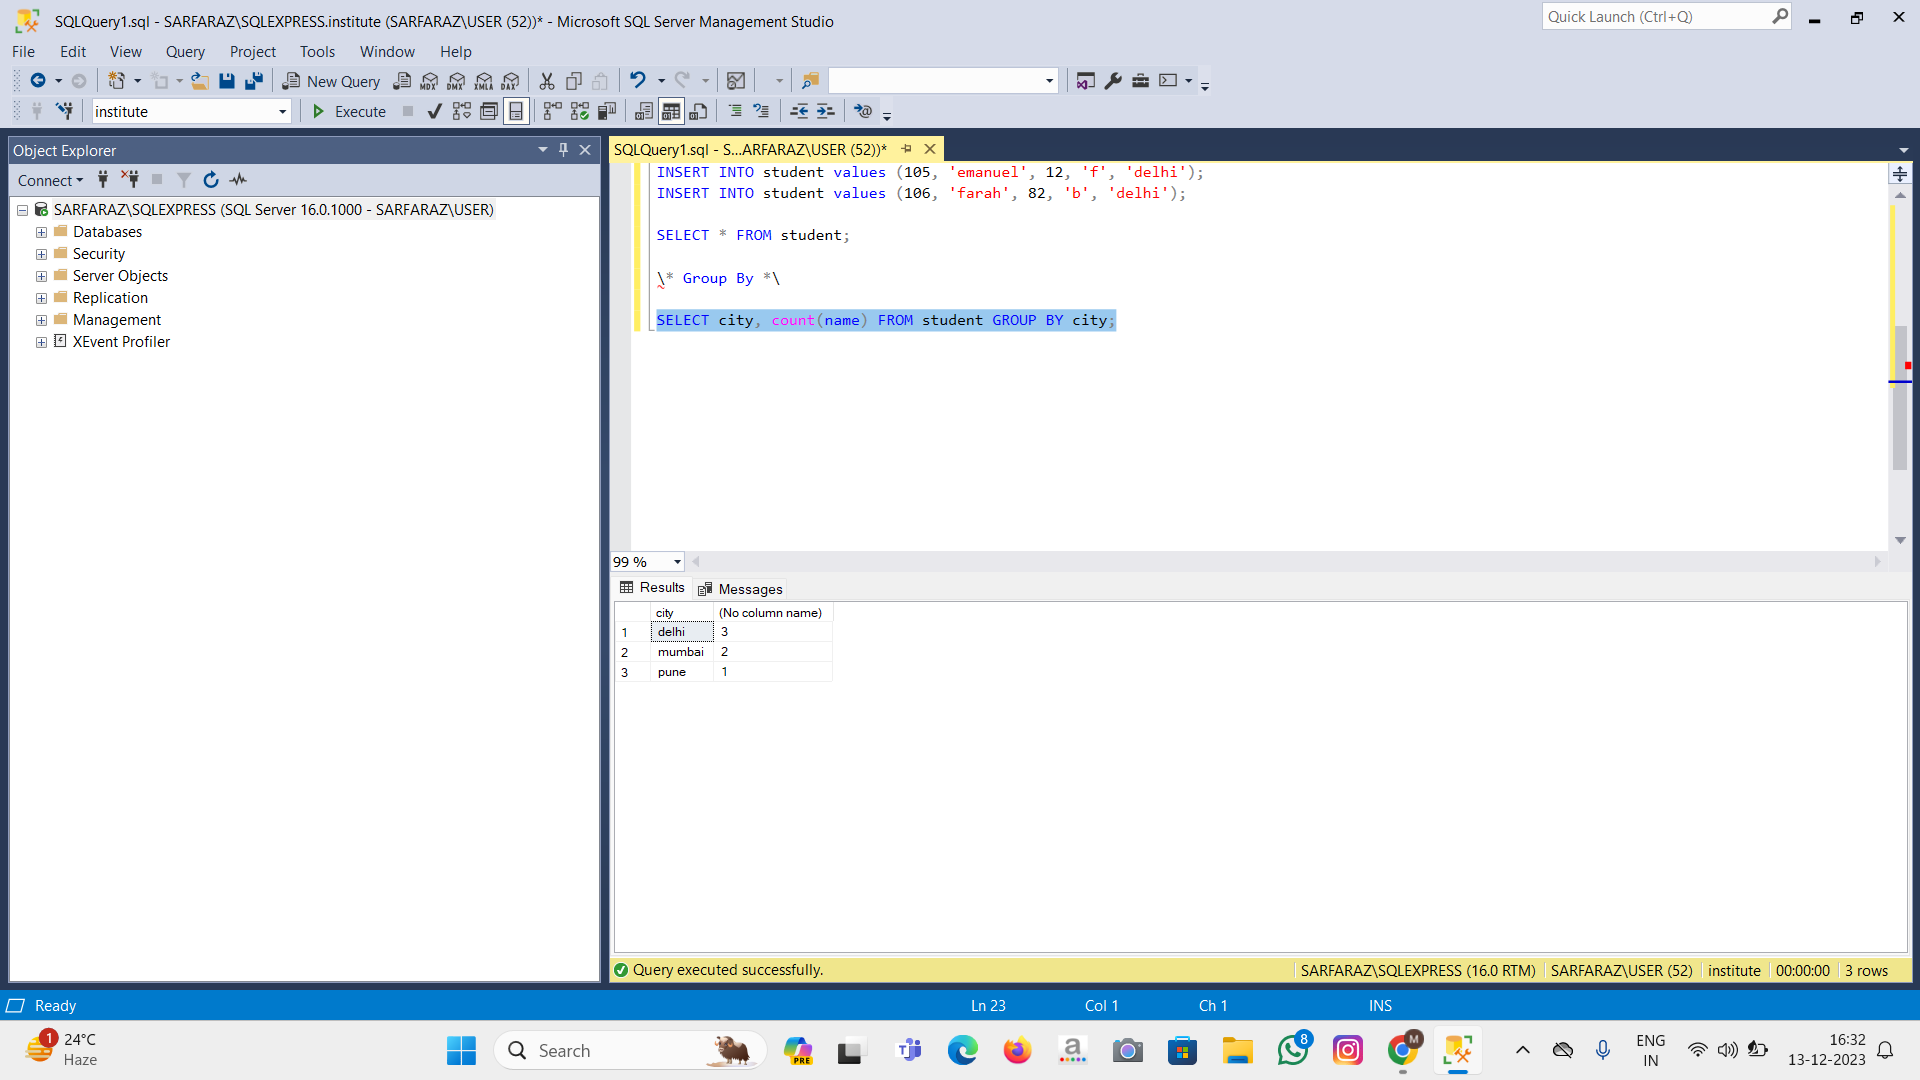 SQLQuery1.sql - SARFARAZ\SQLEXPRESS.institute (SARFARAZ\USER (52))* - Microsoft SQL Server Management Studio
Quick Launch (Ctrl+Q)
File Edit View Query Project Tools Window Help
New Query MDX DMX XMLA DAX
institute Execute
Object Explorer
Connect
SARFARAZ\SQLEXPRESS (SQL Server 16.0.1000 - SARFARAZ\USER)
Databases
Security
Server Objects
Replication
Management
XEvent Profiler
SQLQuery1.sql - S...ARFARAZ\USER (52))*
INSERT INTO student values (105, 'emanuel', 12, 'f', 'delhi');
INSERT INTO student values (106, 'farah', 82, 'b', 'delhi');
SELECT * FROM student;
\* Group By *\
SELECT city, count(name) FROM student GROUP BY city;
99 %
Results Messages
city (No column name)
1 delhi 3
2 mumbai 2
3 pune 1
Query executed successfully. SARFARAZ\SQLEXPRESS (16.0 RTM) SARFARAZ\USER (52) institute 00:00:00 3 rows
Ready Ln 23 Col 1 Ch 1 INS
1 24°C
Haze
Search
PRE
8
M
ENG
IN
16:32
13-12-2023